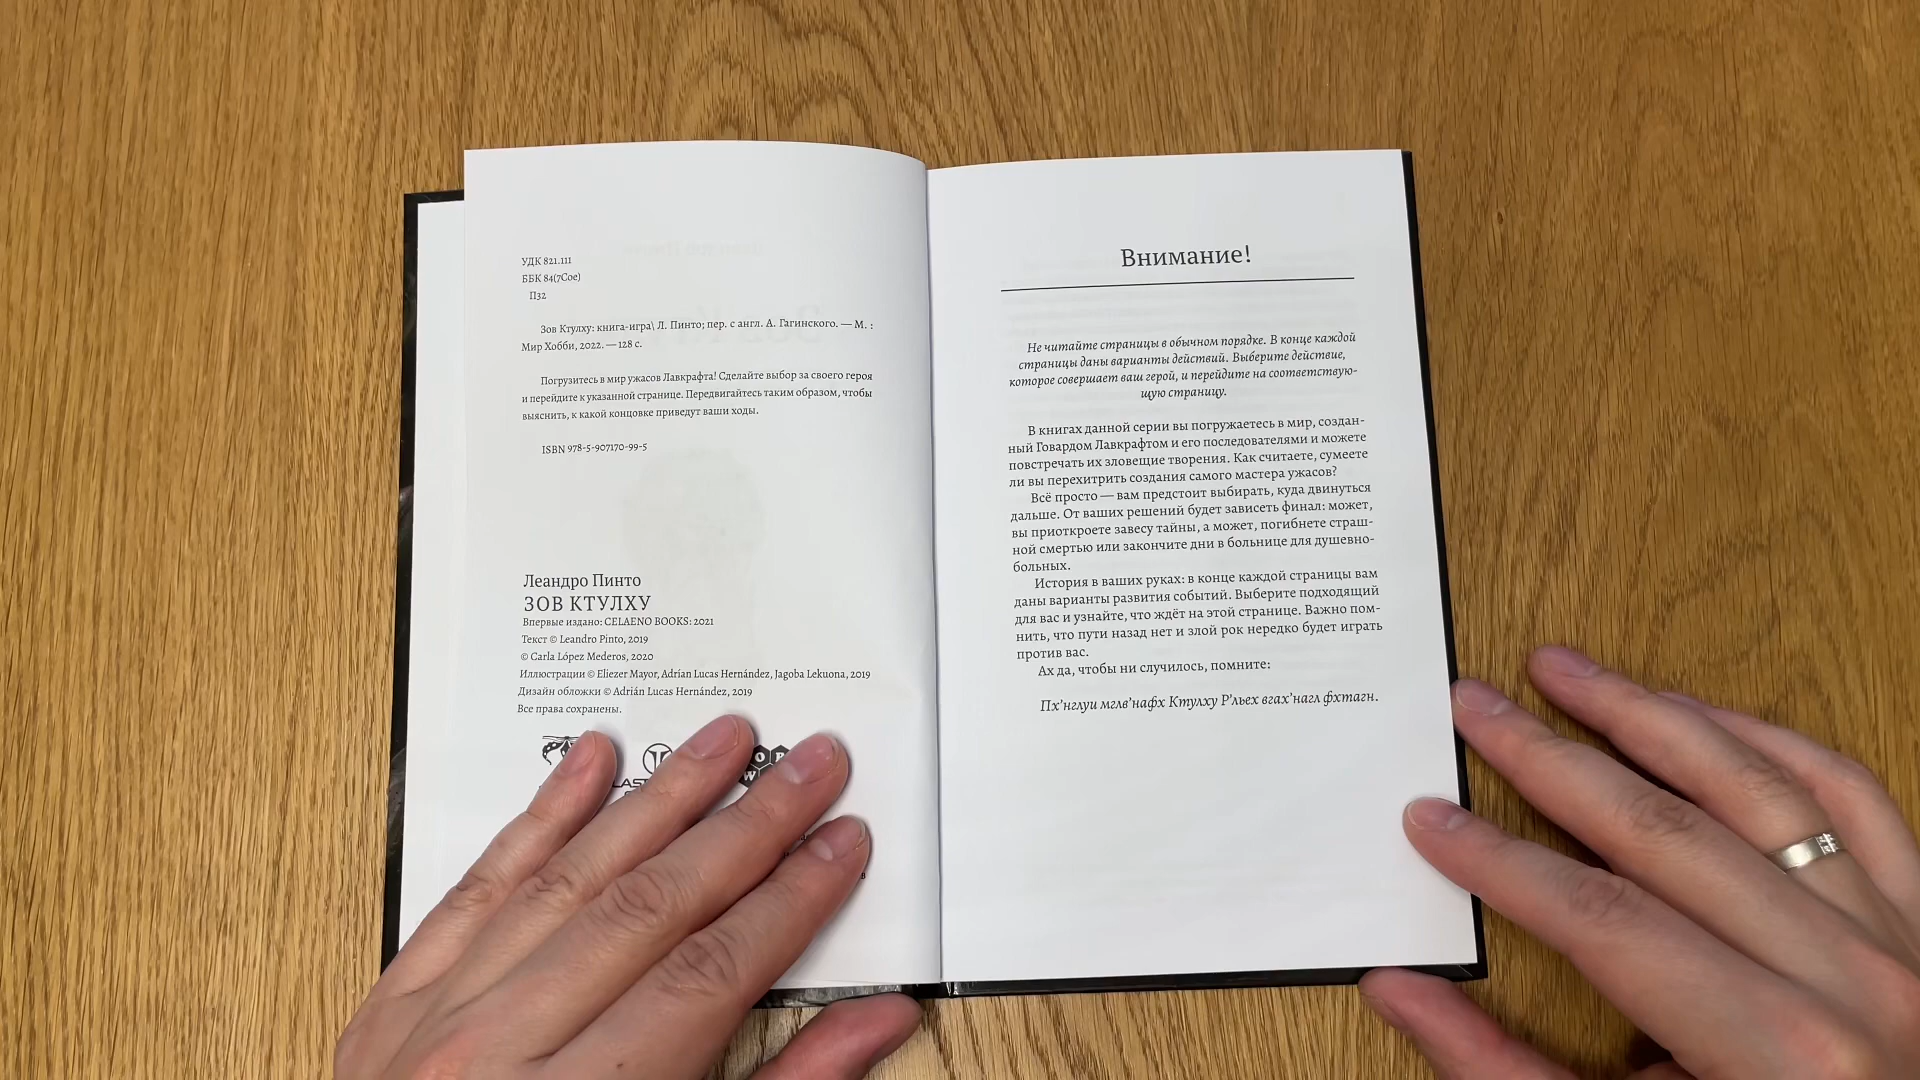 УДК 821.111
ББК 84(7Сое)
П32
Зов Ктулху: книга-игра\ Л. Пинто; пер. с англ. А. Гагинского. — М. :
Мир Хобби, 2022. — 128 с.
Погрузитесь в мир ужасов Лавкрафта! Сделайте выбор за своего героя
и перейдите к указанной странице. Передвигайтесь таким образом, чтобы
выяснить, к какой концовке приведут ваши ходы.
ISBN 978-5-907170-99-5
Леандро Пинто
ЗОВ КТУЛХУ
Впервые издано: CELAENO BOOKS: 2021
Текст © Leandro Pinto, 2019
© Carla López Mederos, 2020
Иллюстрации © Eliezer Mayor, Adrían Lucas Hernández, Jagoba Lekuona, 2019
Дизайн обложки © Adrián Lucas Hernández, 2019
Все права сохранены.
Внимание!
Не читайте страницы в обычном порядке. В конце каждой
страницы даны варианты действий. Выберите действие,
которое совершает ваш герой, и перейдите на соответствую-
щую страницу.
В книгах данной серии вы погружаетесь в мир, создан-
ный Говардом Лавкрафтом и его последователями и можете
повстречать их зловещие творения. Как считаете, сумеете
ли вы перехитрить создания самого мастера ужасов?
Всё просто — вам предстоит выбирать, куда двинуться
дальше. От ваших решений будет зависеть финал: может,
вы приоткроете завесу тайны, а может, погибнете страш-
ной смертью или закончите дни в больнице для душевно-
больных.
История в ваших руках: в конце каждой страницы вам
даны варианты развития событий. Выберите подходящий
для вас и узнайте, что ждёт на этой странице. Важно пом-
нить, что пути назад нет и злой рок нередко будет играть
против вас.
Ах да, чтобы ни случилось, помните:
Пх’нглуи мглв’нафх Ктулху Р’льех вгах’нагл фхтагн.